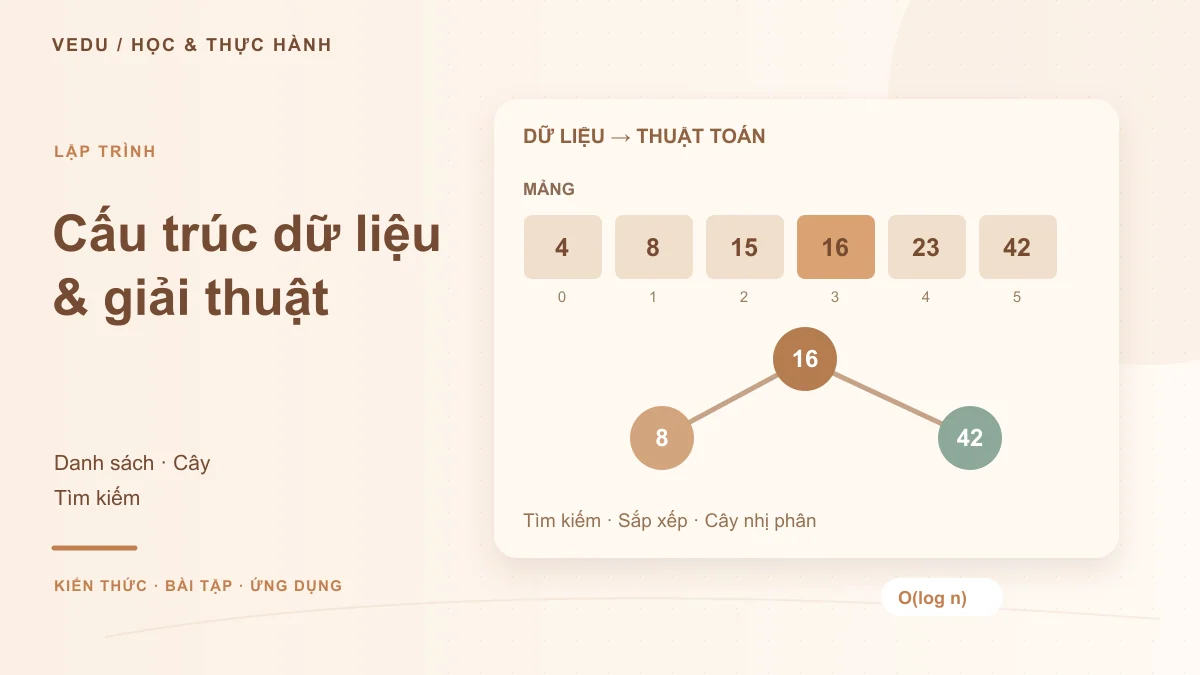 VEDU / HỌC & THỰC HÀNH
LẬP TRÌNH
Cấu trúc dữ liệu
& giải thuật
Danh sách · Cây
Tìm kiếm
KIẾN THỨC · BÀI TẬP · ỨNG DỤNG
DỮ LIỆU → THUẬT TOÁN
MẢNG
4 8 15 16 23 42
0 1 2 3 4 5
16
8 42
Tìm kiếm · Sắp xếp · Cây nhị phân
O(log n)